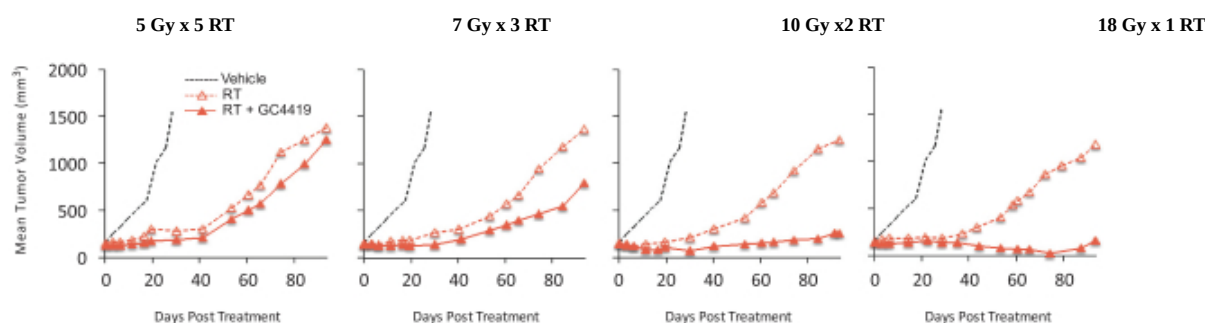 5 Gy x 5 RT
7 Gy x 3 RT
10 Gy x2 RT
18 Gy x 1 RT
Mean Tumor Volume (mm³)
2000
1500
1000
500
0
Vehicle
RT
RT + GC4419
0 20 40 60 80
0 20 40 60 80
0 20 40 60 80
0 20 40 60 80
Days Post Treatment
Days Post Treatment
Days Post Treatment
Days Post Treatment